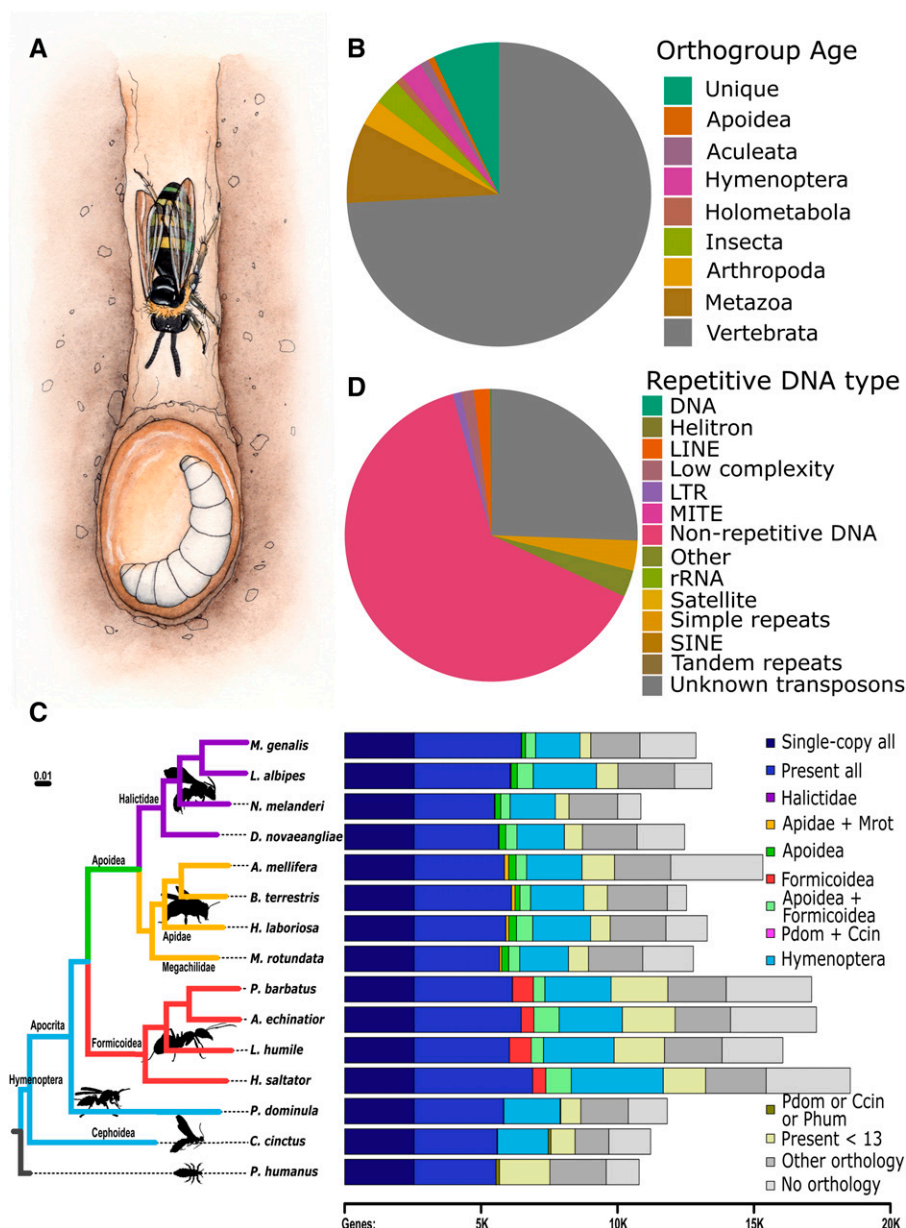 A
B
Orthogroup Age
Unique
Apoidea
Aculeata
Hymenoptera
Holometabola
Insecta
Arthropoda
Metazoa
Vertebrata
D
Repetitive DNA type
DNA
Helitron
LINE
Low complexity
LTR
MITE
Non-repetitive DNA
Other
rRNA
Satellite
Simple repeats
SINE
Tandem repeats
Unknown transposons
C
0.01
Hymenoptera
Apocrita
Apoidea
Halictidae
Apidae
Megachilidae
Formicoidea
Cephoidea
M. genalis
L. albipes
N. melanderi
D. novaeangliae
A. mellifera
B. terrestris
H. laboriosa
M. rotundata
P. barbatus
A. echinatior
L. humile
H. saltator
P. dominula
C. cinctus
P. humanus
Single-copy all
Present all
Halictidae
Apidae + Mrot
Apoidea
Formicoidea
Apoidea +
Formicoidea
Pdom + Ccin
Hymenoptera
Pdom or Ccin
or Phum
Present < 13
Other orthology
No orthology
Genes: 5K 10K 15K 20K